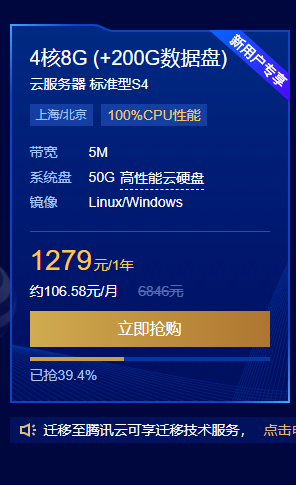 新用户专享
4核8G (+200G数据盘)
云服务器 标准型S4
上海/北京 100%CPU性能
带宽 5M
系统盘 50G 高性能云硬盘
镜像 Linux/Windows
1279元/1年
约106.58元/月 6846元
立即抢购
已抢39.4%
迁移至腾讯云可享迁移技术服务， 点击